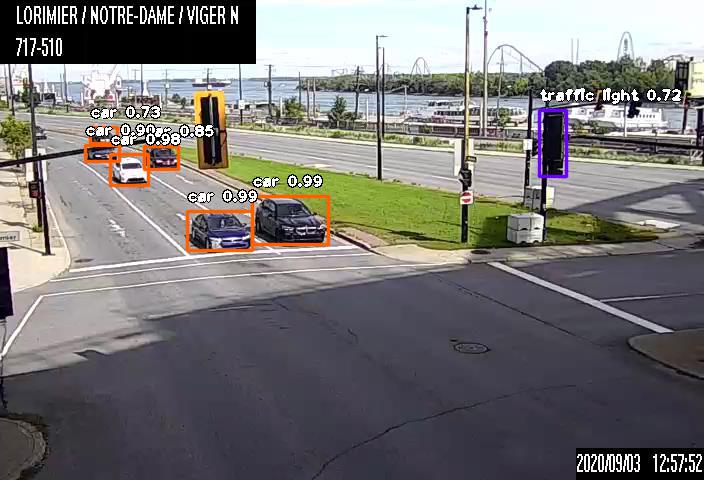 LORIMIER / NOTRE-DAME / VIGER N
717-510
traffic light 0.72
car 0.73
car 0.90
car 0.85
car 0.98
car 0.99
car 0.99
2020/09/03 12:57:52